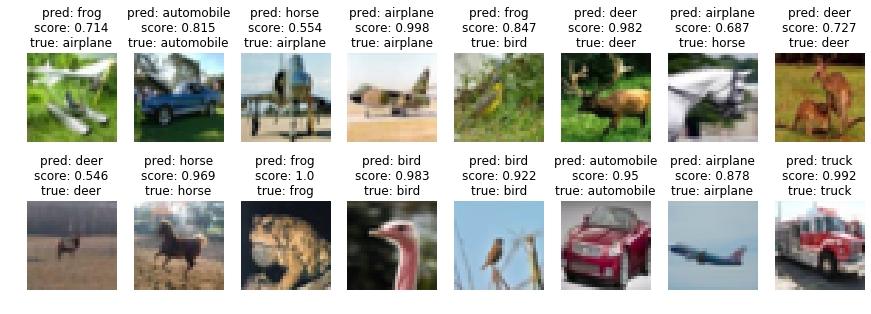 pred: frog
score: 0.714
true: airplane
pred: automobile
score: 0.815
true: automobile
pred: horse
score: 0.554
true: airplane
pred: airplane
score: 0.998
true: airplane
pred: frog
score: 0.847
true: bird
pred: deer
score: 0.982
true: deer
pred: airplane
score: 0.687
true: horse
pred: deer
score: 0.727
true: deer
pred: deer
score: 0.546
true: deer
pred: horse
score: 0.969
true: horse
pred: frog
score: 1.0
true: frog
pred: bird
score: 0.983
true: bird
pred: bird
score: 0.922
true: bird
pred: automobile
score: 0.95
true: automobile
pred: airplane
score: 0.878
true: airplane
pred: truck
score: 0.992
true: truck